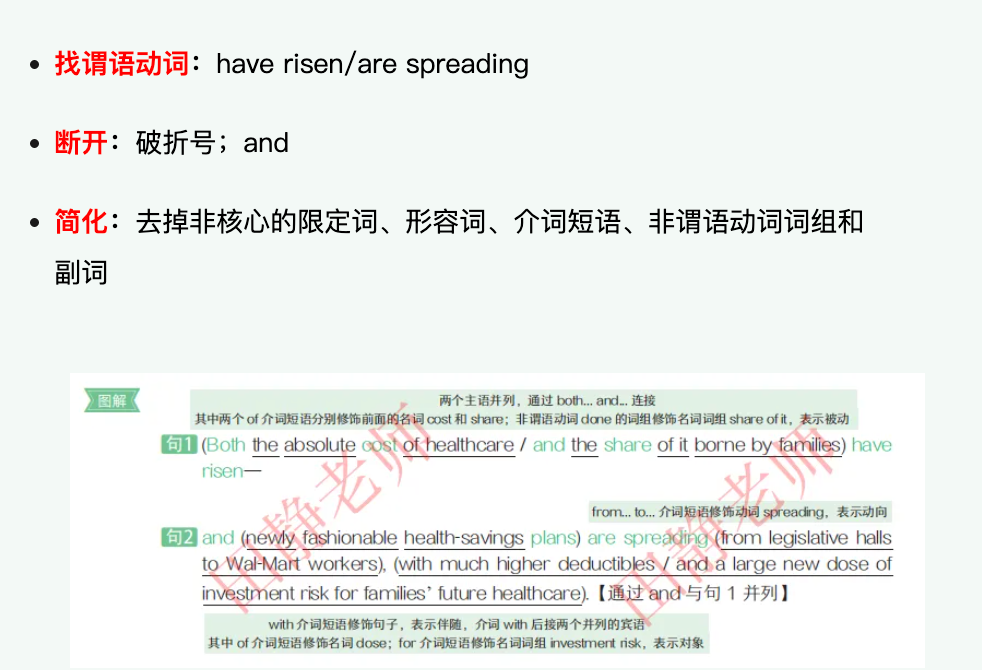 找谓语动词：have risen/are spreading
断开：破折号；and
简化：去掉非核心的限定词、形容词、介词短语、非谓语动词词组和
副词
图解
两个主语并列，通过 both... and... 连接
其中两个 of 介词短语分别修饰前面的名词 cost 和 share；非谓语动词 done 的词组修饰名词词组 share of it，表示被动
句1 (Both the absolute cost of healthcare / and the share of it borne by families) have
risen—
from... to... 介词短语修饰动词 spreading，表示动向
句2 and (newly fashionable health-savings plans) are spreading (from legislative halls
to Wal-Mart workers), (with much higher deductibles / and a large new dose of
investment risk for families' future healthcare).【通过 and 与句 1 并列】
with 介词短语修饰句子，表示伴随，介词 with 后接两个并列的宾语
其中 of 介词短语修饰名词 dose；for 介词短语修饰名词词组 investment risk，表示对象
田静老师
田静老师